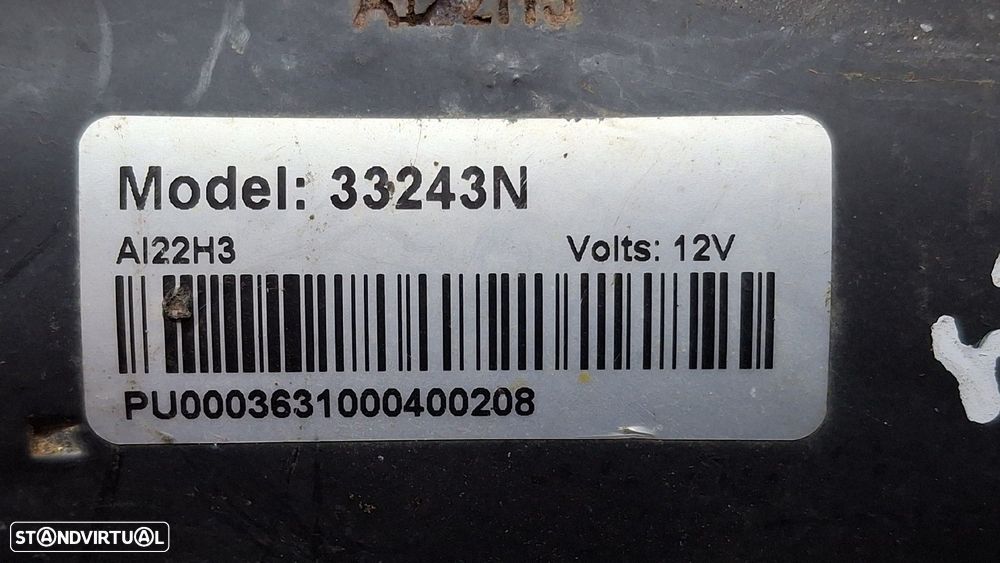 Model: 33243N
AI22H3
Volts: 12V
PU0003631000400208
STANDVIRTUAL